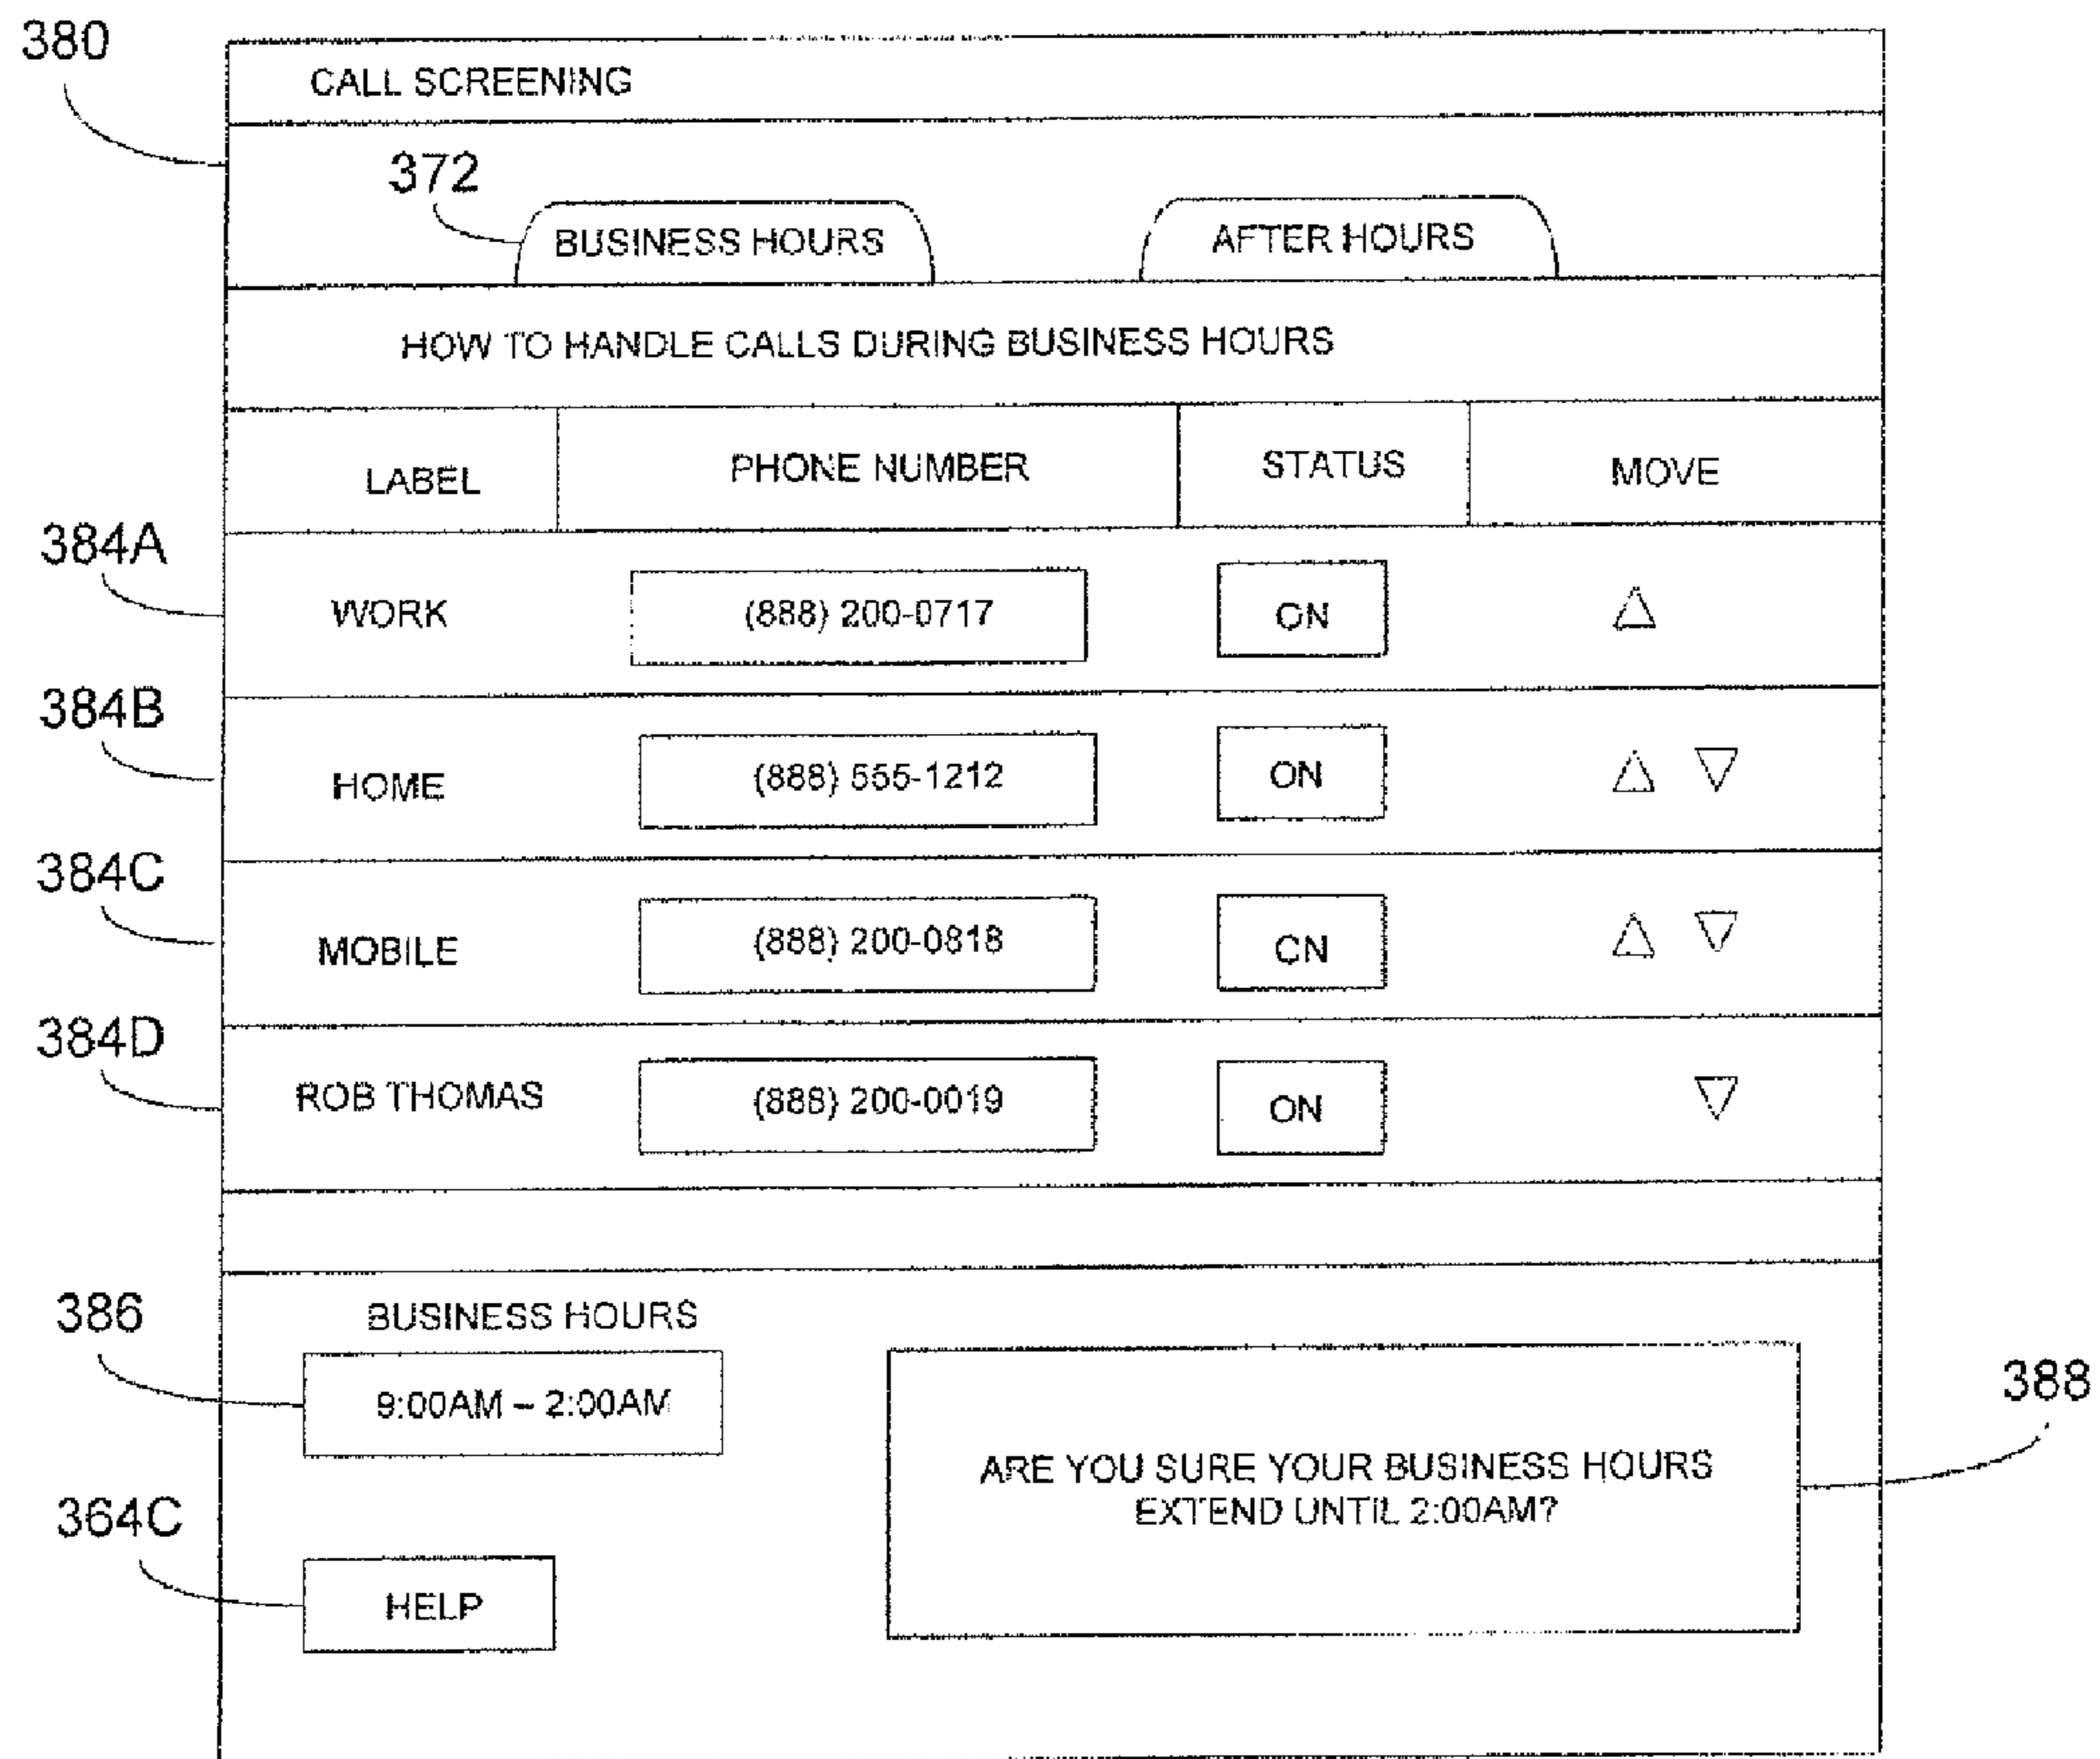 380
CALL SCREENING
372
BUSINESS HOURS
AFTER HOURS
HOW TO HANDLE CALLS DURING BUSINESS HOURS
LABEL
PHONE NUMBER
STATUS
MOVE
384A
WORK
(888) 200-0717
ON
384B
HOME
(888) 555-1212
ON
384C
MOBILE
(888) 200-0818
ON
384D
ROB THOMAS
(888) 200-0019
ON
386
BUSINESS HOURS
9:00AM – 2:00AM
388
ARE YOU SURE YOUR BUSINESS HOURS
EXTEND UNTIL 2:00AM?
364C
HELP